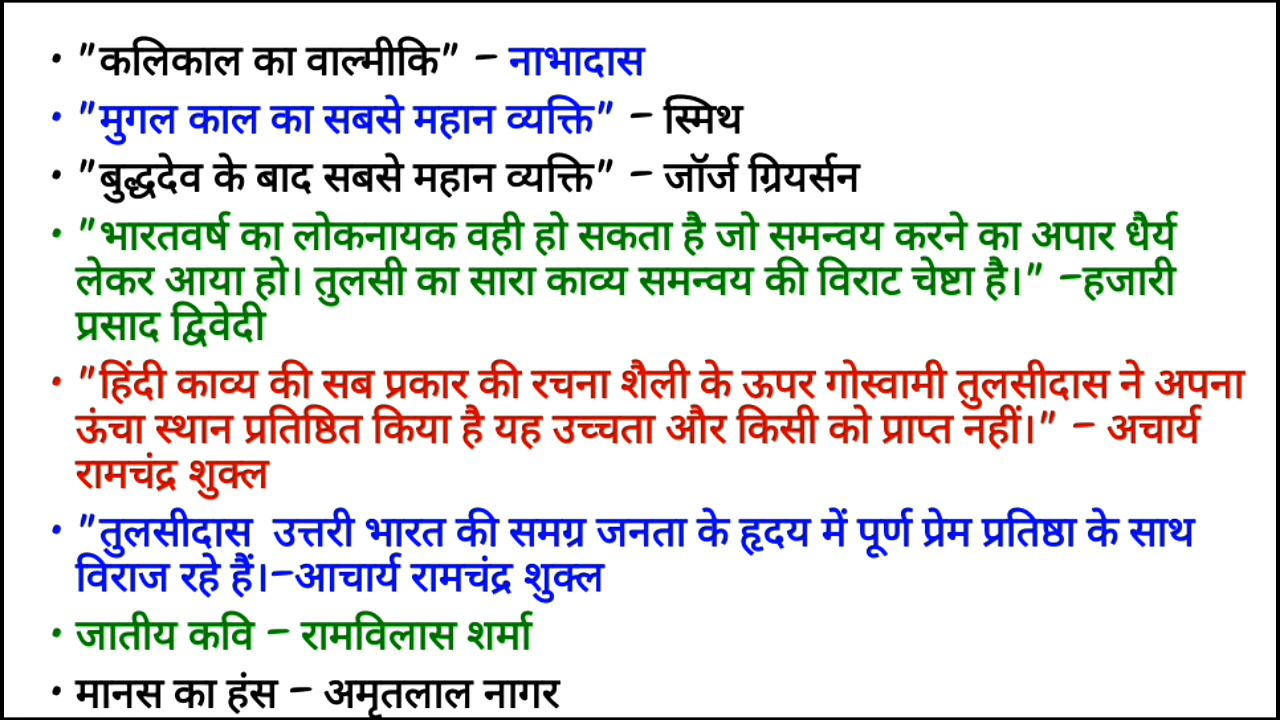 • "कलिकाल का वाल्मीकि" – नाभादास
• "मुगल काल का सबसे महान व्यक्ति" – स्मिथ
• "बुद्धदेव के बाद सबसे महान व्यक्ति" – जॉर्ज ग्रियर्सन
• "भारतवर्ष का लोकनायक वही हो सकता है जो समन्वय करने का अपार धैर्य
लेकर आया हो। तुलसी का सारा काव्य समन्वय की विराट चेष्टा है।" –हजारी
प्रसाद द्विवेदी
• "हिंदी काव्य की सब प्रकार की रचना शैली के ऊपर गोस्वामी तुलसीदास ने अपना
ऊंचा स्थान प्रतिष्ठित किया है यह उच्चता और किसी को प्राप्त नहीं।" – अचार्य
रामचंद्र शुक्ल
• "तुलसीदास  उत्तरी भारत की समग्र जनता के हृदय में पूर्ण प्रेम प्रतिष्ठा के साथ
विराज रहे हैं।–आचार्य रामचंद्र शुक्ल
• जातीय कवि – रामविलास शर्मा
• मानस का हंस – अमृतलाल नागर